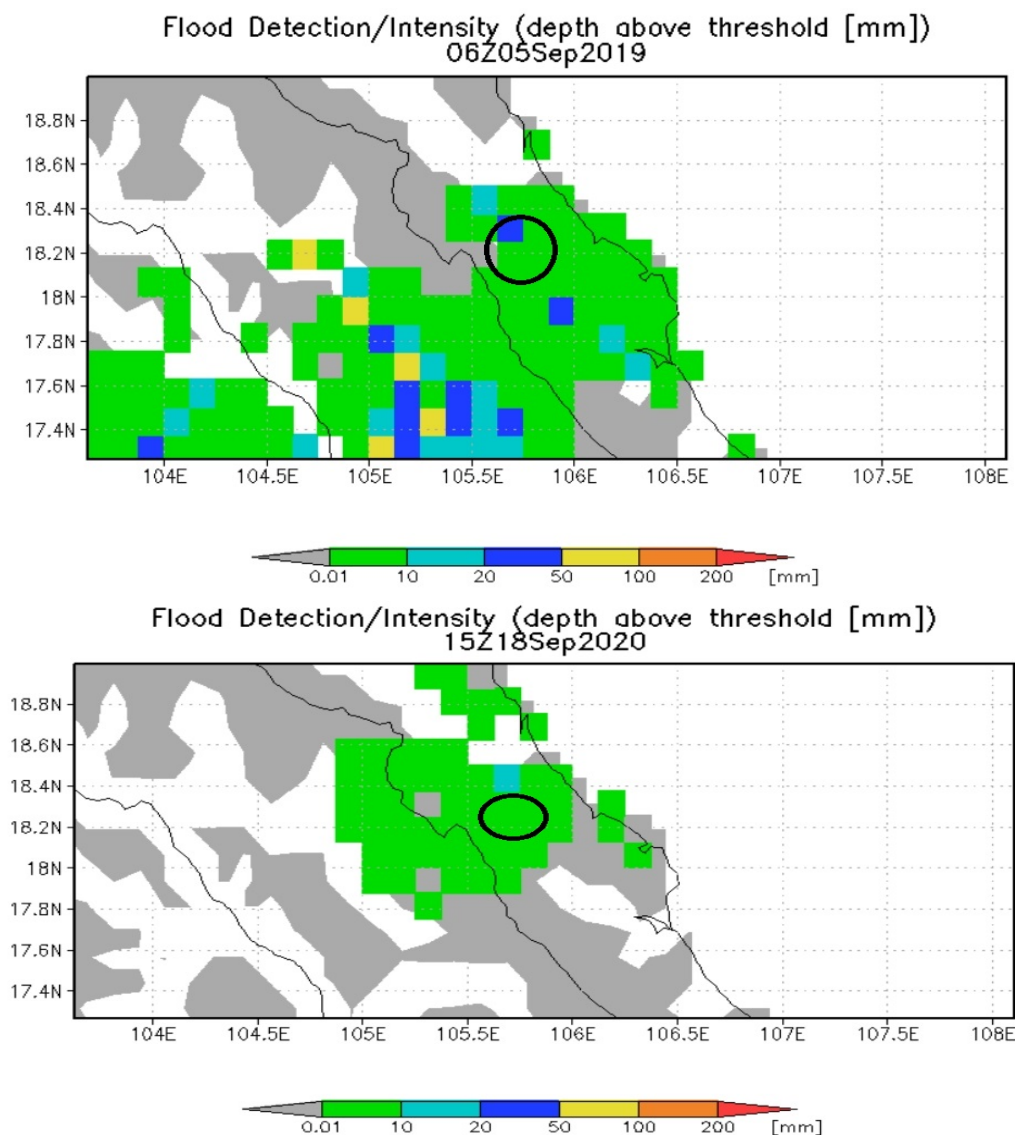 Flood Detection/Intensity (depth above threshold [mm])
06Z05Sep2019
18.8N
18.6N
18.4N
18.2N
18N
17.8N
17.6N
17.4N
104E 104.5E 105E 105.5E 106E 106.5E 107E 107.5E 108E
0.01 10 20 50 100 200 [mm]
Flood Detection/Intensity (depth above threshold [mm])
15Z18Sep2020
18.8N
18.6N
18.4N
18.2N
18N
17.8N
17.6N
17.4N
104E 104.5E 105E 105.5E 106E 106.5E 107E 107.5E 108E
0.01 10 20 50 100 200 [mm]